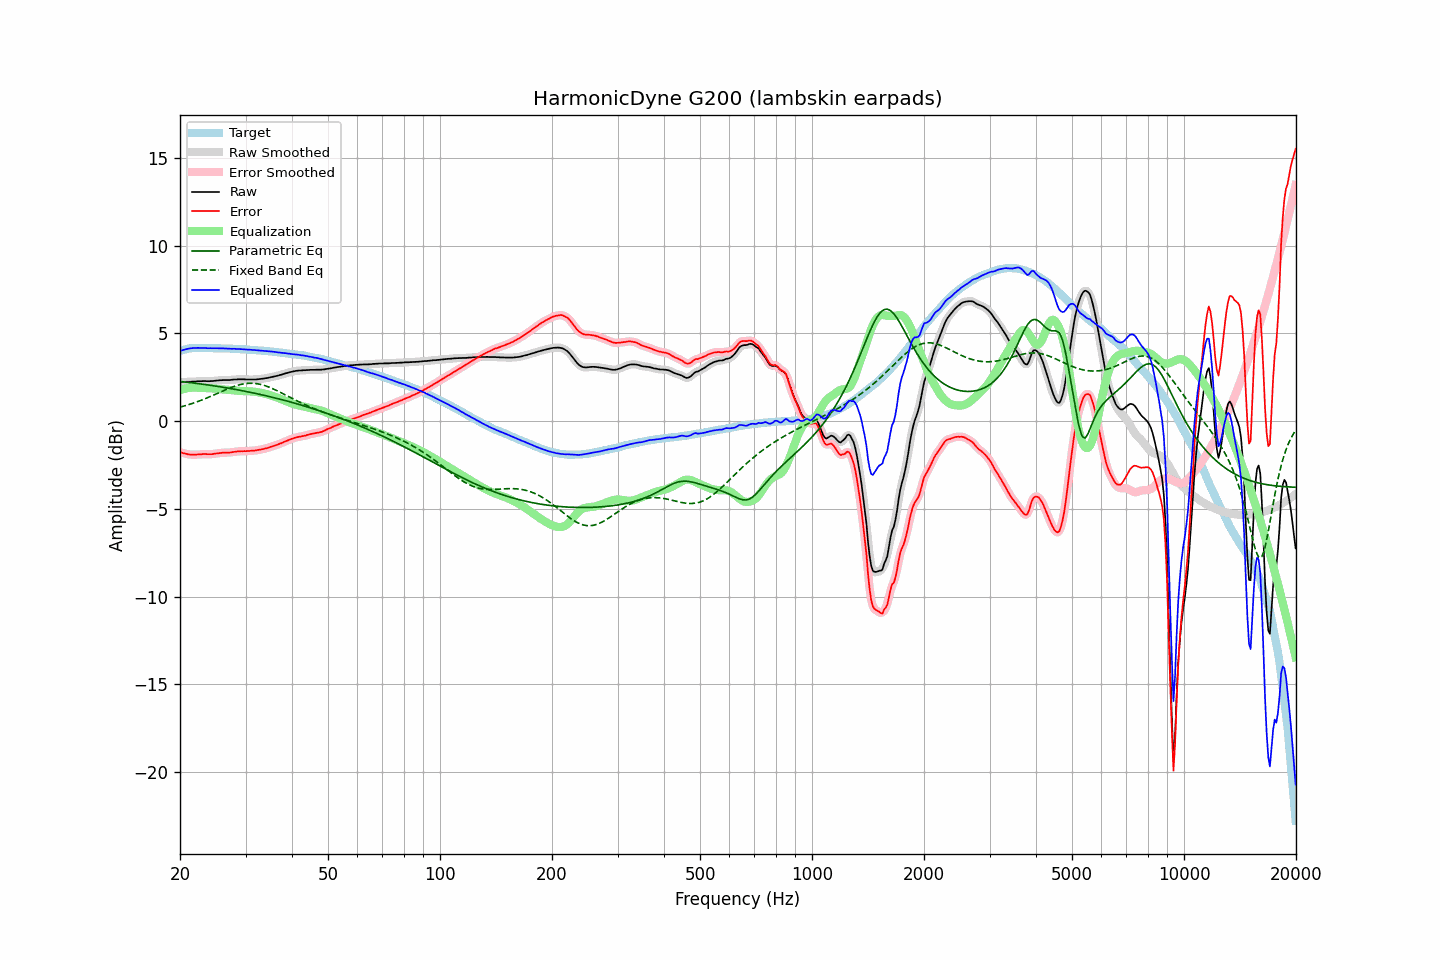 HarmonicDyne G200 (lambskin earpads)
Target
Raw Smoothed
Error Smoothed
Raw
Error
Equalization
Parametric Eq
Fixed Band Eq
Equalized
15
10
5
0
−5
−10
−15
−20
Amplitude (dBr)
20 50 100 200 500 1000 2000 5000 10000 20000
Frequency (Hz)